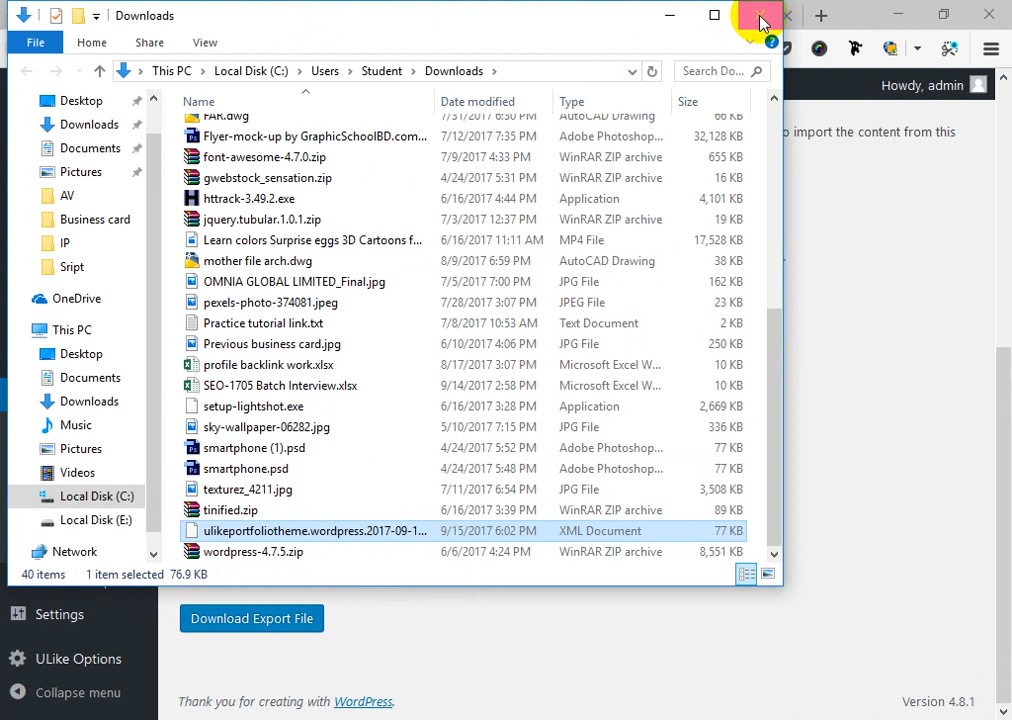 Downloads
File Home Share View
This PC Local Disk (C:) Users Student Downloads Search Do...
Howdy, admin
o import the content from this
Desktop
Downloads
Documents
Pictures
AV
Business card
IP
Sript
OneDrive
This PC
Desktop
Documents
Downloads
Music
Pictures
Videos
Local Disk (C:)
Local Disk (E:)
Network
Name Date modified Type Size
FAR.dwg 7/31/2017 6:30 PM AutoCAD Drawing 66 KB
Flyer-mock-up by GraphicSchoolBD.com... 7/12/2017 7:35 PM Adobe Photoshop... 32,128 KB
font-awesome-4.7.0.zip 7/9/2017 4:33 PM WinRAR ZIP archive 655 KB
gwebstock_sensation.zip 4/24/2017 5:31 PM WinRAR ZIP archive 16 KB
httrack-3.49.2.exe 6/16/2017 4:44 PM Application 4,101 KB
jquery.tubular.1.0.1.zip 7/3/2017 12:37 PM WinRAR ZIP archive 19 KB
Learn colors Surprise eggs 3D Cartoons f... 6/16/2017 11:11 AM MP4 File 17,528 KB
mother file arch.dwg 8/9/2017 6:59 PM AutoCAD Drawing 38 KB
OMNIA GLOBAL LIMITED_Final.jpg 7/5/2017 7:00 PM JPG File 162 KB
pexels-photo-374081.jpeg 7/28/2017 3:07 PM JPEG File 23 KB
Practice tutorial link.txt 7/8/2017 10:53 AM Text Document 2 KB
Previous business card.jpg 6/10/2017 4:06 PM JPG File 250 KB
profile backlink work.xlsx 8/17/2017 3:07 PM Microsoft Excel W... 10 KB
SEO-1705 Batch Interview.xlsx 9/14/2017 2:58 PM Microsoft Excel W... 10 KB
setup-lightshot.exe 6/16/2017 3:28 PM Application 2,669 KB
sky-wallpaper-06282.jpg 5/10/2017 7:15 PM JPG File 336 KB
smartphone (1).psd 4/24/2017 5:52 PM Adobe Photoshop... 77 KB
smartphone.psd 4/24/2017 5:48 PM Adobe Photoshop... 77 KB
texturez_4211.jpg 7/11/2017 6:54 PM JPG File 3,508 KB
tinified.zip 6/16/2017 3:39 PM WinRAR ZIP archive 89 KB
ulikeportfoliotheme.wordpress.2017-09-1... 9/15/2017 6:02 PM XML Document 77 KB
wordpress-4.7.5.zip 6/6/2017 4:24 PM WinRAR ZIP archive 8,551 KB
40 items 1 item selected 76.9 KB
Settings
ULike Options
Collapse menu
Download Export File
Thank you for creating with WordPress.
Version 4.8.1